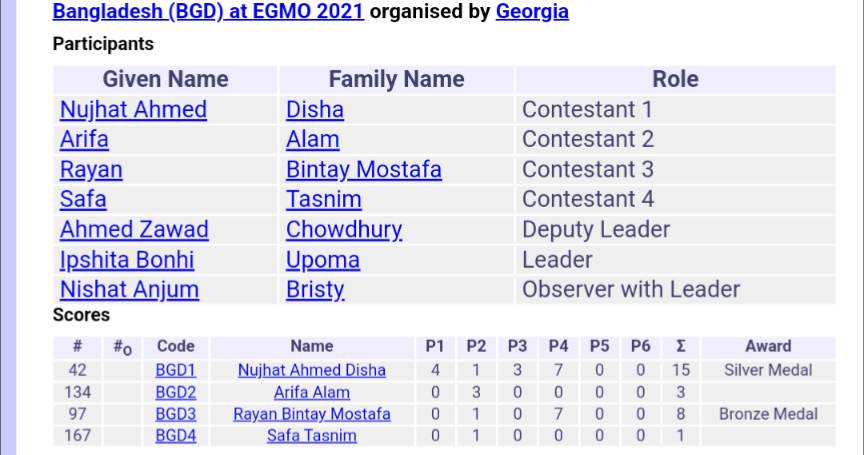 Bangladesh (BGD) at EGMO 2021 organised by Georgia
Participants
Given Name Family Name Role
Nujhat Ahmed Disha Contestant 1
Arifa Alam Contestant 2
Rayan Bintay Mostafa Contestant 3
Safa Tasnim Contestant 4
Ahmed Zawad Chowdhury Deputy Leader
Ipshita Bonhi Upoma Leader
Nishat Anjum Bristy Observer with Leader
Scores
# #O Code Name P1 P2 P3 P4 P5 P6 Σ Award
42 BGD1 Nujhat Ahmed Disha 4 1 3 7 0 0 15 Silver Medal
134 BGD2 Arifa Alam 0 3 0 0 0 0 3
97 BGD3 Rayan Bintay Mostafa 0 1 0 7 0 0 8 Bronze Medal
167 BGD4 Safa Tasnim 0 1 0 0 0 0 1